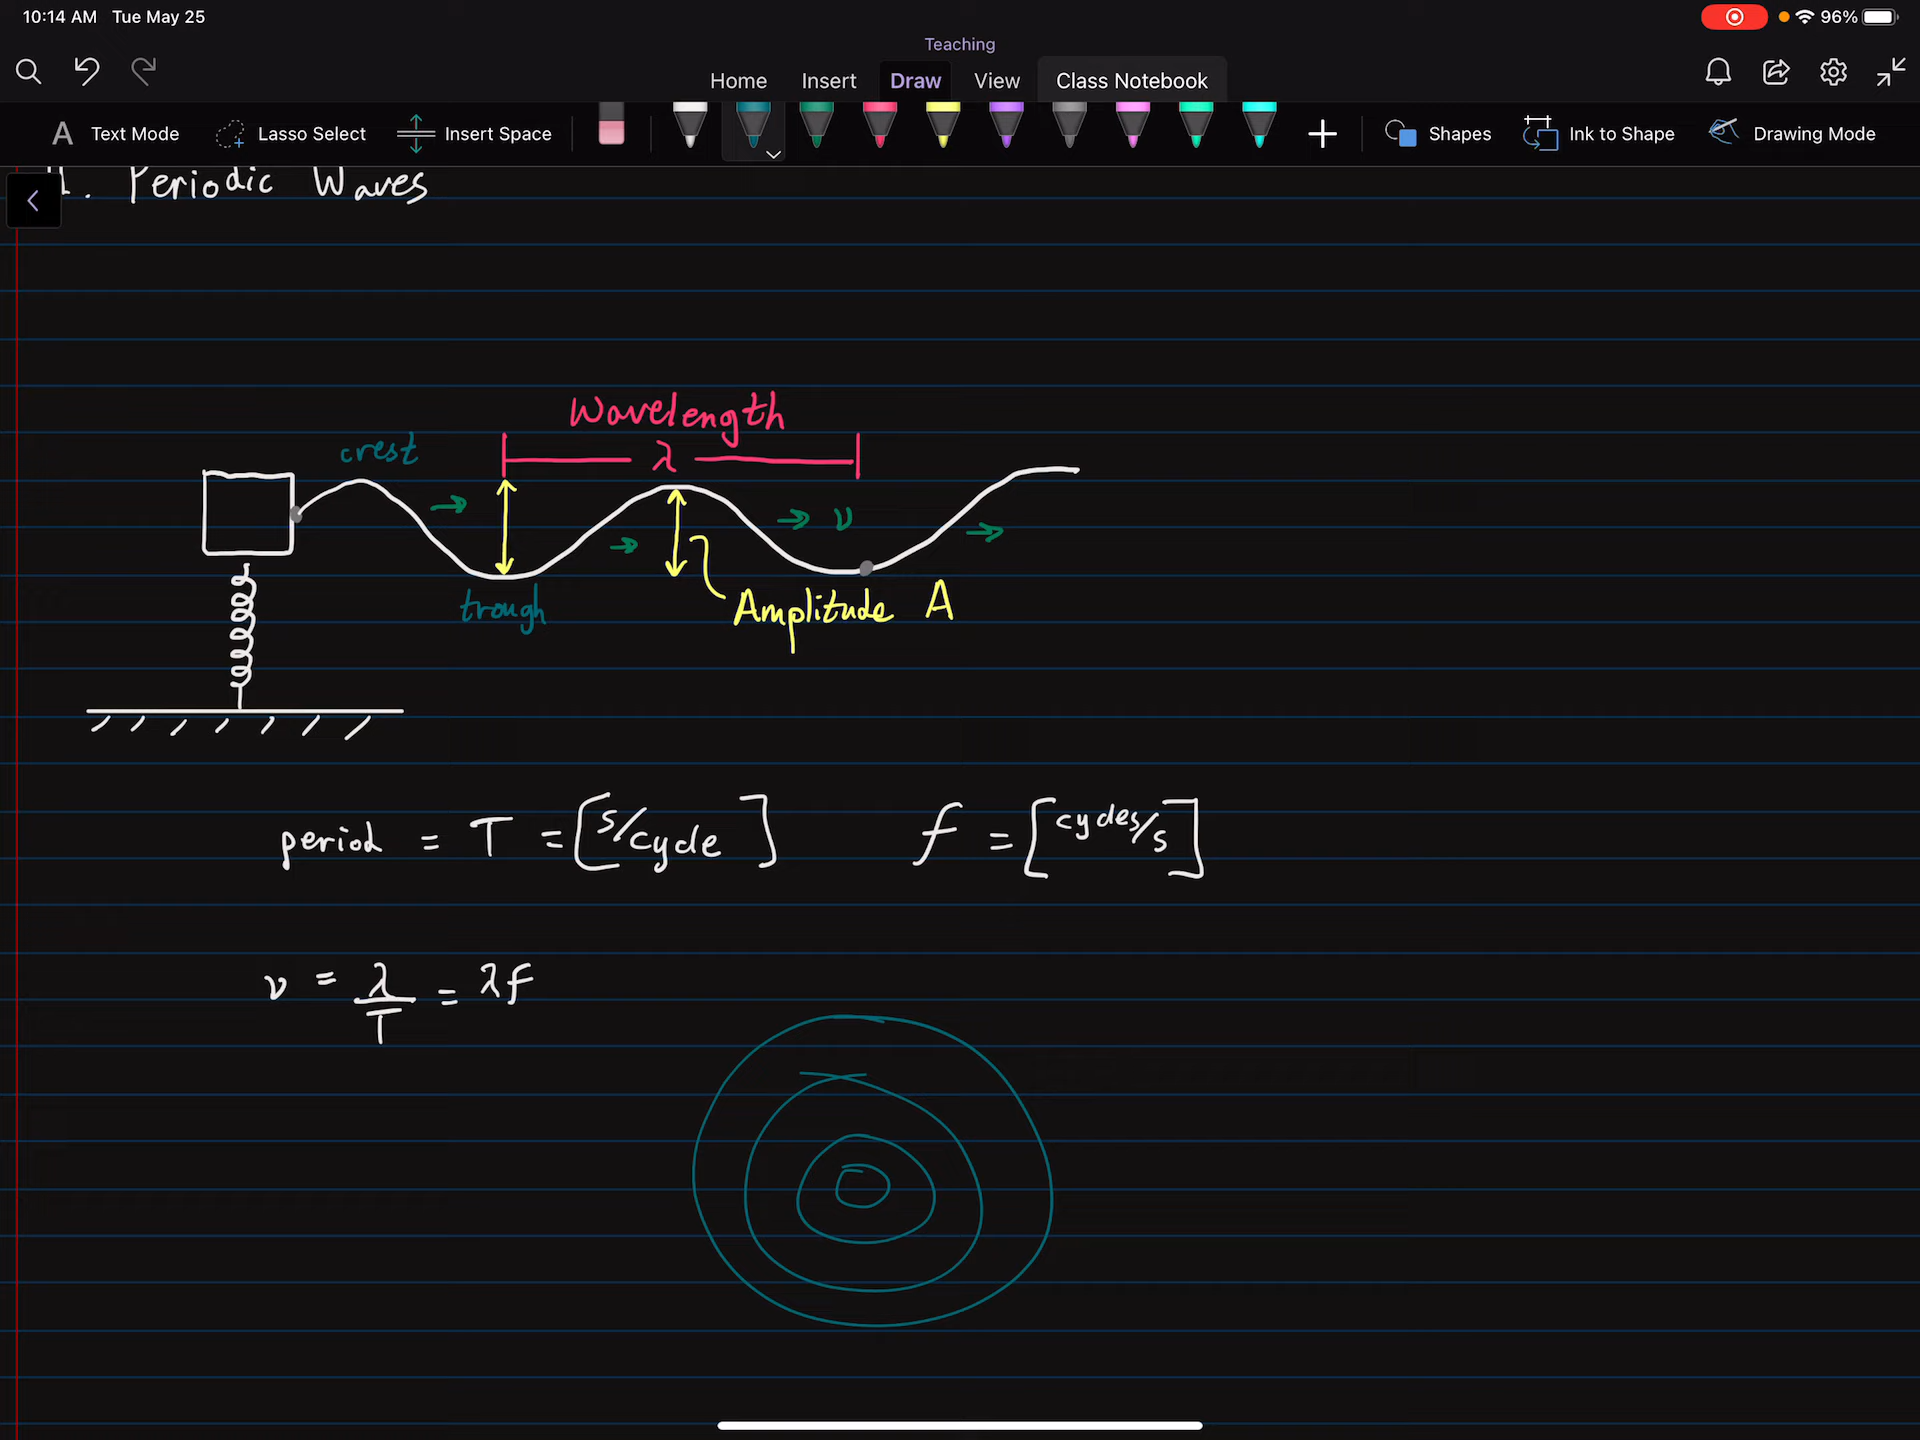 10:14 AM Tue May 25 96%
Teaching
Home Insert Draw View Class Notebook
A Text Mode Lasso Select Insert Space Shapes Ink to Shape Drawing Mode
1. Periodic Waves
Wavelength
crest λ
→ → → ν →
trough Amplitude A
period = T = [s/cycle] f = [cycles/s]
ν = λ/T = λf